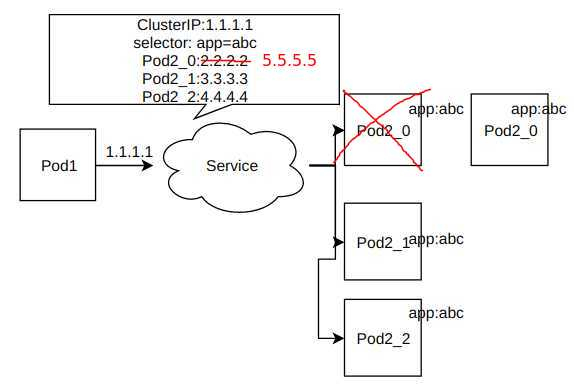 ClusterIP:1.1.1.1
selector: app=abc
Pod2_0:2.2.2.2 5.5.5.5
Pod2_1:3.3.3.3
Pod2_2:4.4.4.4
Pod1
1.1.1.1
Service
app:abc
Pod2_0
app:abc
Pod2_0
app:abc
Pod2_1
app:abc
Pod2_2